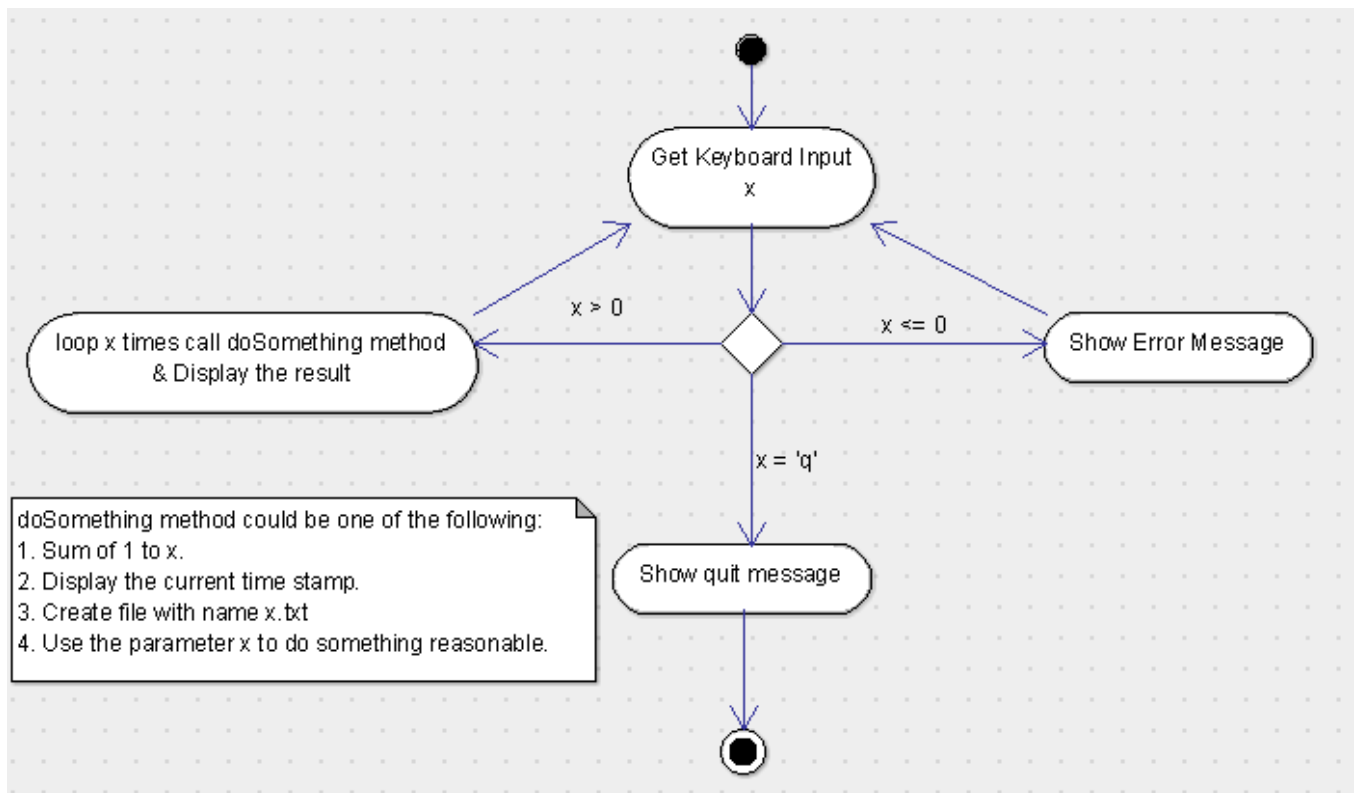 Get Keyboard Input
x
x > 0
x <= 0
loop x times call doSomething method
& Display the result
Show Error Message
x = 'q'
doSomething method could be one of the following:
1. Sum of 1 to x.
2. Display the current time stamp.
3. Create file with name x.txt
4. Use the parameter x to do something reasonable.
Show quit message